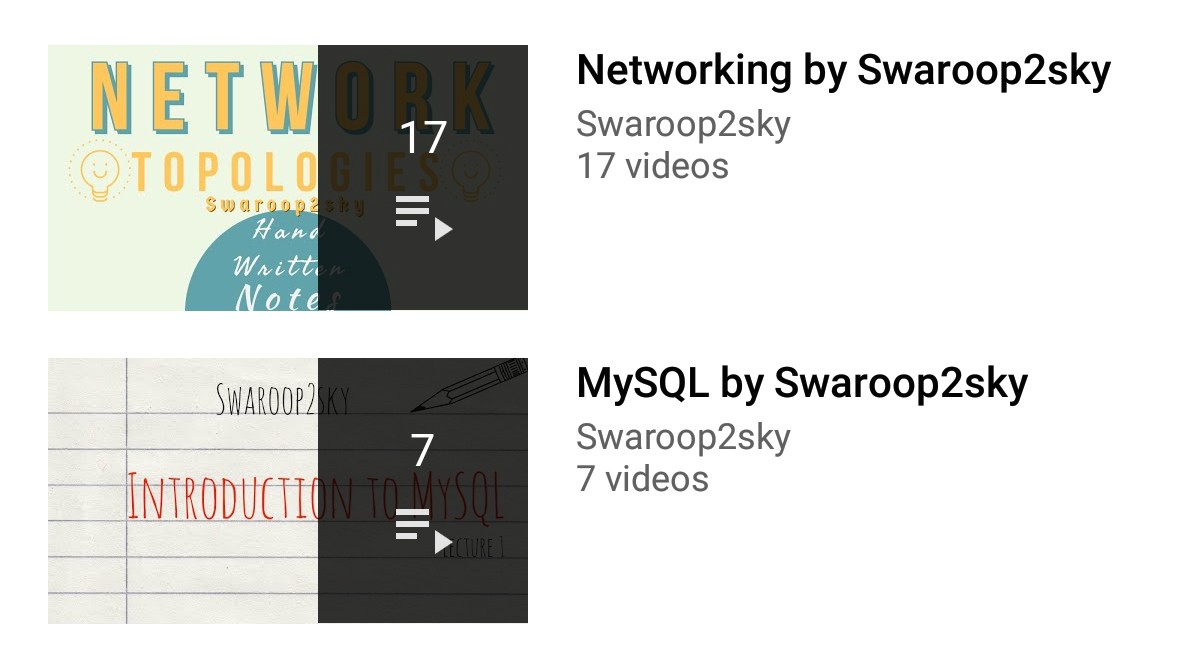 NETWORK
TOPOLOGIES
Swaroop2sky
Hand
Written
Notes
17
Networking by Swaroop2sky
Swaroop2sky
17 videos
SWAROOP2SKY
INTRODUCTION TO MYSQL
LECTURE 1
7
MySQL by Swaroop2sky
Swaroop2sky
7 videos